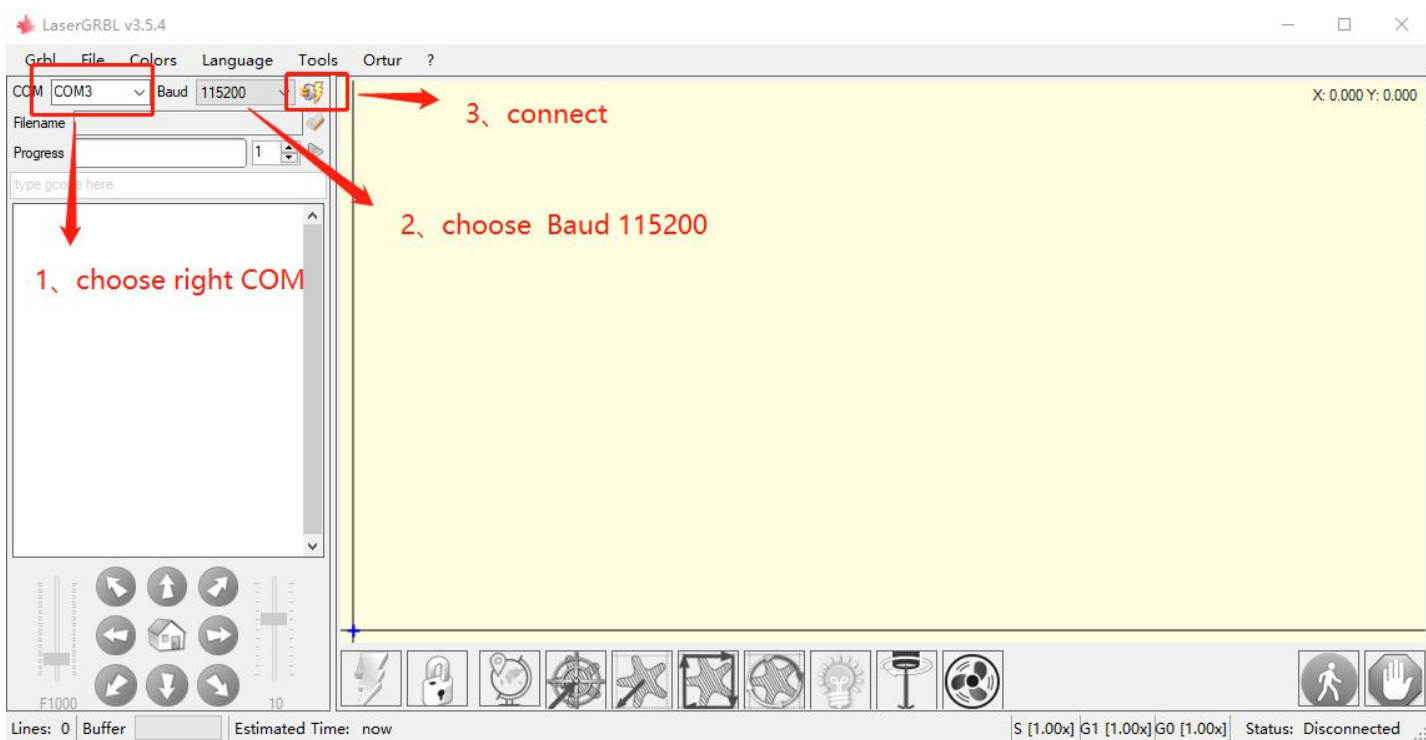 LaserGRBL v3.5.4
Grbl File Colors Language Tools Ortur ?
COM COM3 Baud 115200
X: 0.000 Y: 0.000
3、connect
Filename
Progress 1
type gcode here
2、choose Baud 115200
1、choose right COM
F1000 10
Lines: 0 Buffer Estimated Time: now S [1.00x] G1 [1.00x] G0 [1.00x] Status: Disconnected